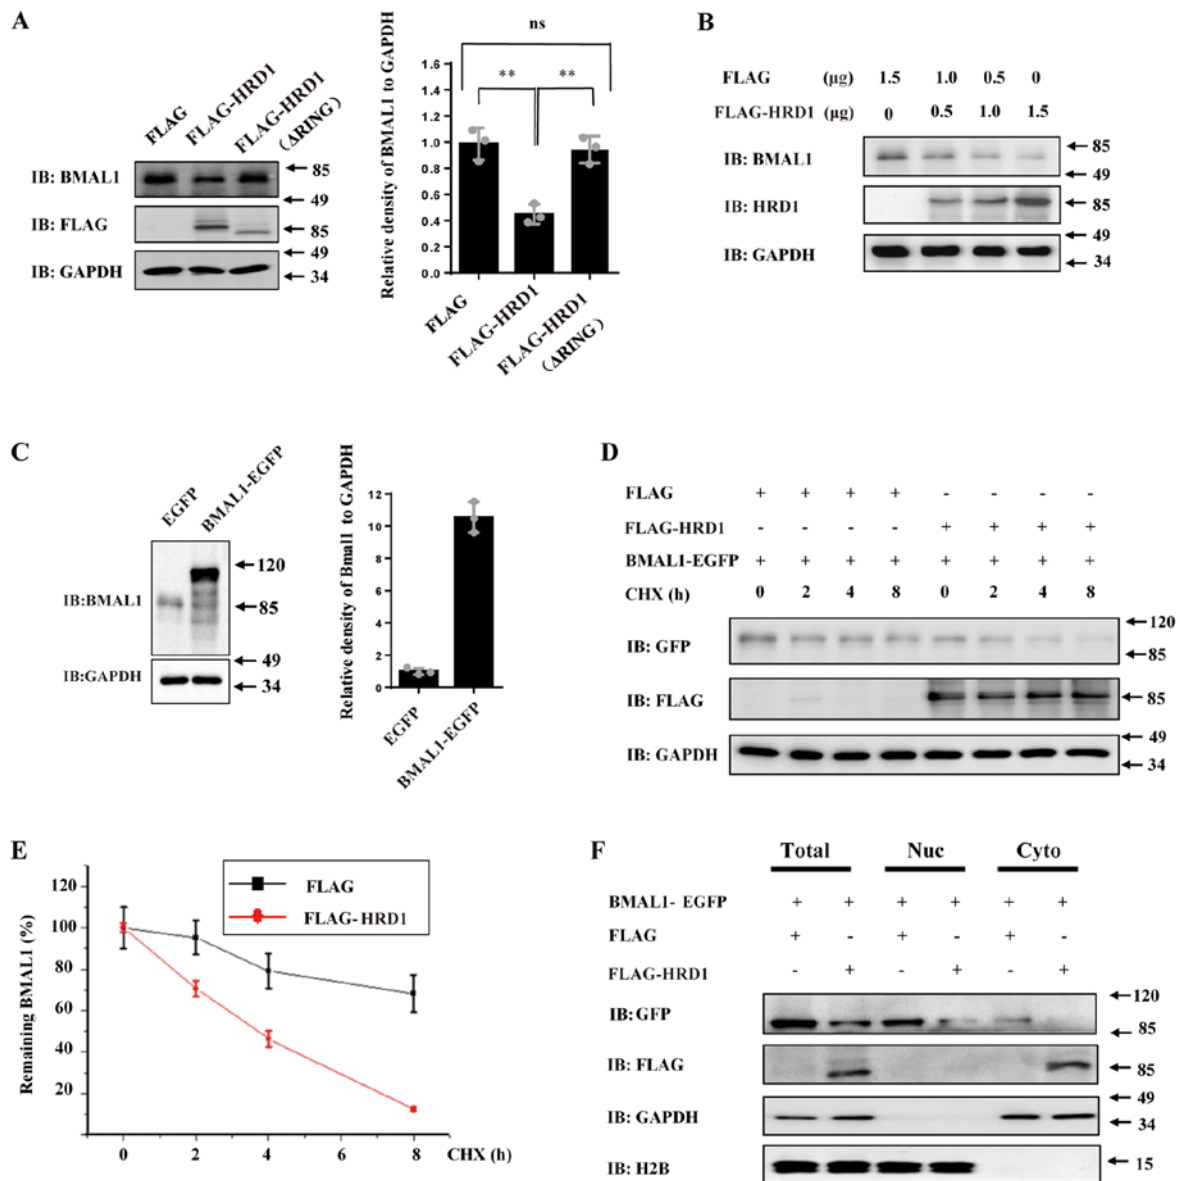 A
FLAG
FLAG-HRD1
FLAG-HRD1
(ΔRING)
IB: BMAL1
85
49
IB: FLAG
85
49
IB: GAPDH
34
Relative density of BMAL1 to GAPDH
ns
** **
1.6
1.4
1.2
1.0
0.8
0.6
0.4
0.2
0.0
FLAG
FLAG-HRD1
FLAG-HRD1
(ΔRING)
B
FLAG (μg) 1.5 1.0 0.5 0
FLAG-HRD1 (μg) 0 0.5 1.0 1.5
IB: BMAL1
85
49
IB: HRD1
85
49
IB: GAPDH
34
C
EGFP
BMAL1-EGFP
120
IB:BMAL1
85
49
IB:GAPDH
34
Relative density of Bmal1 to GAPDH
12
10
8
6
4
2
0
EGFP
BMAL1-EGFP
D
FLAG + + + + - - - -
FLAG-HRD1 - - - - + + + +
BMAL1-EGFP + + + + + + + +
CHX (h) 0 2 4 8 0 2 4 8
120
IB: GFP
85
IB: FLAG
85
49
IB: GAPDH
34
E
Remaining BMAL1 (%)
120
100
80
60
40
20
FLAG
FLAG-HRD1
0 2 4 6 8 CHX (h)
F
Total Nuc Cyto
BMAL1- EGFP + + + + + +
FLAG + - + - + -
FLAG-HRD1 - + - + - +
120
IB: GFP
85
IB: FLAG
85
49
IB: GAPDH
34
IB: H2B
15